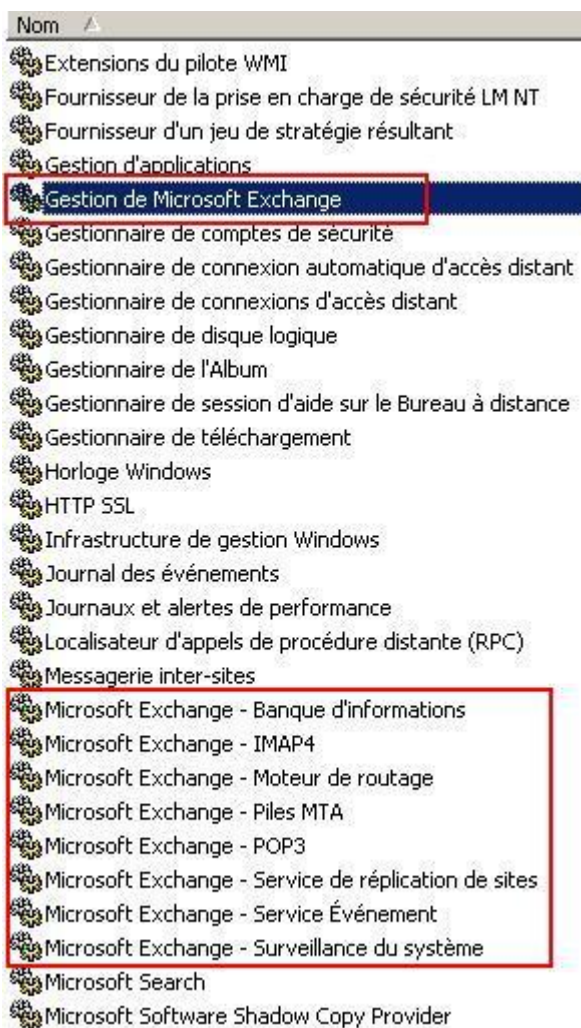 Nom
Extensions du pilote WMI
Fournisseur de la prise en charge de sécurité LM NT
Fournisseur d'un jeu de stratégie résultant
Gestion d'applications
Gestion de Microsoft Exchange
Gestionnaire de comptes de sécurité
Gestionnaire de connexion automatique d'accès distant
Gestionnaire de connexions d'accès distant
Gestionnaire de disque logique
Gestionnaire de l'Album
Gestionnaire de session d'aide sur le Bureau à distance
Gestionnaire de téléchargement
Horloge Windows
HTTP SSL
Infrastructure de gestion Windows
Journal des événements
Journaux et alertes de performance
Localisateur d'appels de procédure distante (RPC)
Messagerie inter-sites
Microsoft Exchange - Banque d'informations
Microsoft Exchange - IMAP4
Microsoft Exchange - Moteur de routage
Microsoft Exchange - Piles MTA
Microsoft Exchange - POP3
Microsoft Exchange - Service de réplication de sites
Microsoft Exchange - Service Événement
Microsoft Exchange - Surveillance du système
Microsoft Search
Microsoft Software Shadow Copy Provider